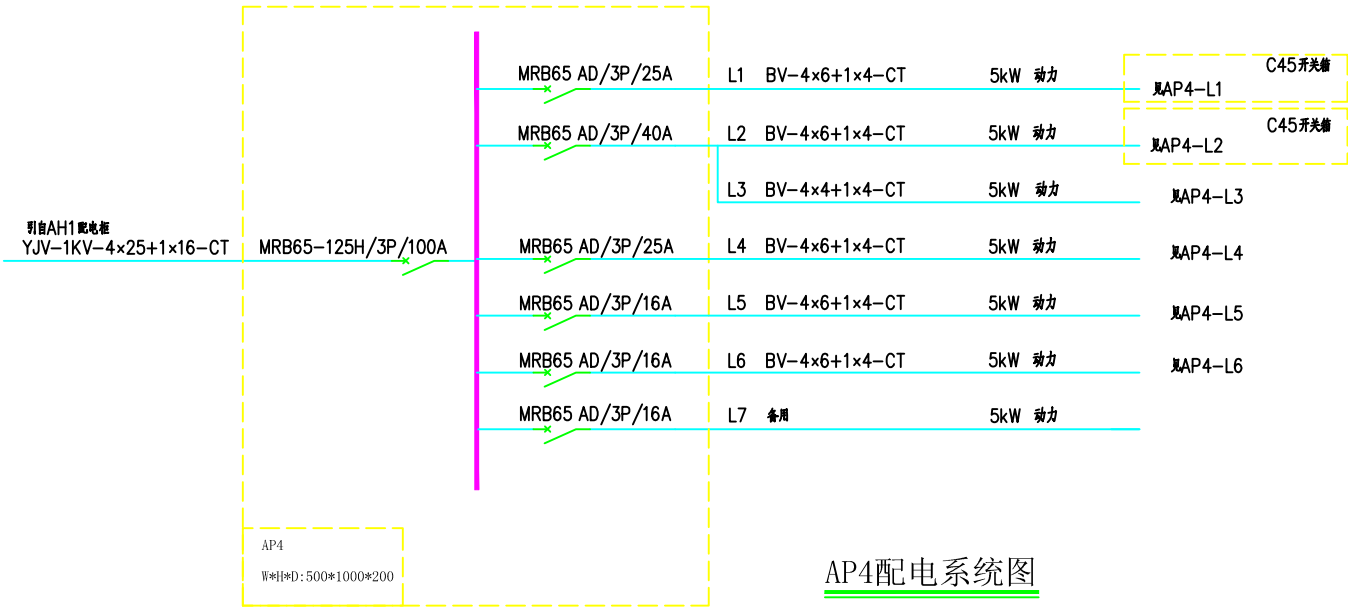 MRB65 AD/3P/25A L1 BV-4×6+1×4-CT 5kW 动力 C45开关箱
见AP4-L1
MRB65 AD/3P/40A L2 BV-4×6+1×4-CT 5kW 动力 C45开关箱
见AP4-L2
L3 BV-4×4+1×4-CT 5kW 动力 见AP4-L3
引自AH1配电柜
YJV-1KV-4×25+1×16-CT MRB65-125H/3P/100A
MRB65 AD/3P/25A L4 BV-4×6+1×4-CT 5kW 动力 见AP4-L4
MRB65 AD/3P/16A L5 BV-4×6+1×4-CT 5kW 动力 见AP4-L5
MRB65 AD/3P/16A L6 BV-4×6+1×4-CT 5kW 动力 见AP4-L6
MRB65 AD/3P/16A L7 备用 5kW 动力
AP4
W*H*D:500*1000*200
AP4配电系统图